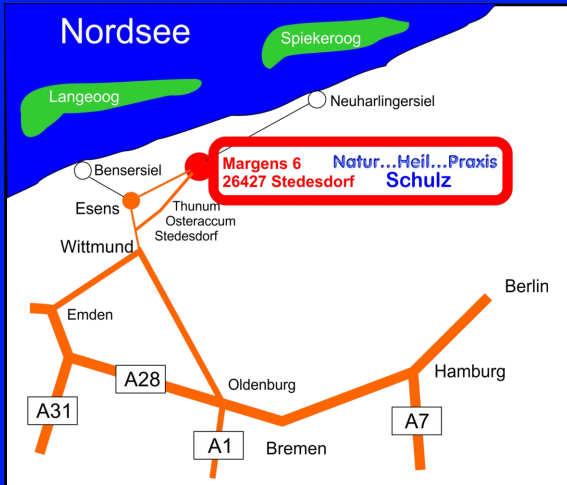 Nordsee
Spiekeroog
Langeoog
Neuharlingersiel
Bensersiel
Margens 6
26427 Stedesdorf
Natur...Heil...Praxis
Schulz
Esens
Thunum
Osteraccum
Stedesdorf
Wittmund
Emden
Berlin
Hamburg
A28
Oldenburg
A31
A1
Bremen
A7